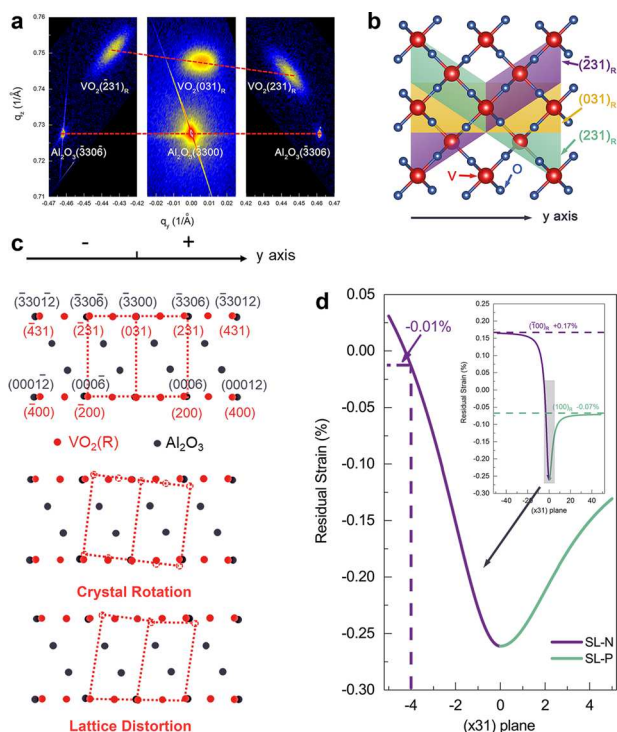 a
q_z (1/Å)
0.76
0.75
0.74
0.73
0.72
0.71
VO₂(2̄31)_R
VO₂(031)_R
VO₂(231)_R
Al₂O₃(3̄306̄)
Al₂O₃(3̄300)
Al₂O₃(3̄306)
-0.47 -0.46 -0.45 -0.44 -0.43 -0.42
-0.02 -0.01 0.00 0.01 0.02
0.42 0.43 0.44 0.45 0.46 0.47
q_y (1/Å)
b
(2̄31)_R
(031)_R
(231)_R
V
O
y axis
c
- +
y axis
(3̄3012̄) (3̄306̄) (3̄300) (3̄306) (3̄3012)
(4̄31) (2̄31) (031) (231) (431)
(00012̄) (0006̄) (0006) (00012)
(4̄00) (2̄00) (200) (400)
VO₂(R) Al₂O₃
Crystal Rotation
Lattice Distortion
d
Residual Strain (%)
0.05
0.00
-0.05
-0.10
-0.15
-0.20
-0.25
-0.30
-0.01%
-4 -2 0 2 4
(x31) plane
SL-N
SL-P
Residual Strain (%)
0.25
0.20
0.15
0.10
0.05
0.00
-0.05
-0.10
-0.15
-0.20
-0.25
-0.30
(1̄00)_R +0.17%
(100)_R -0.07%
-50 -40 -30 -20 -10 0 10 20 30 40 50
(x31) plane